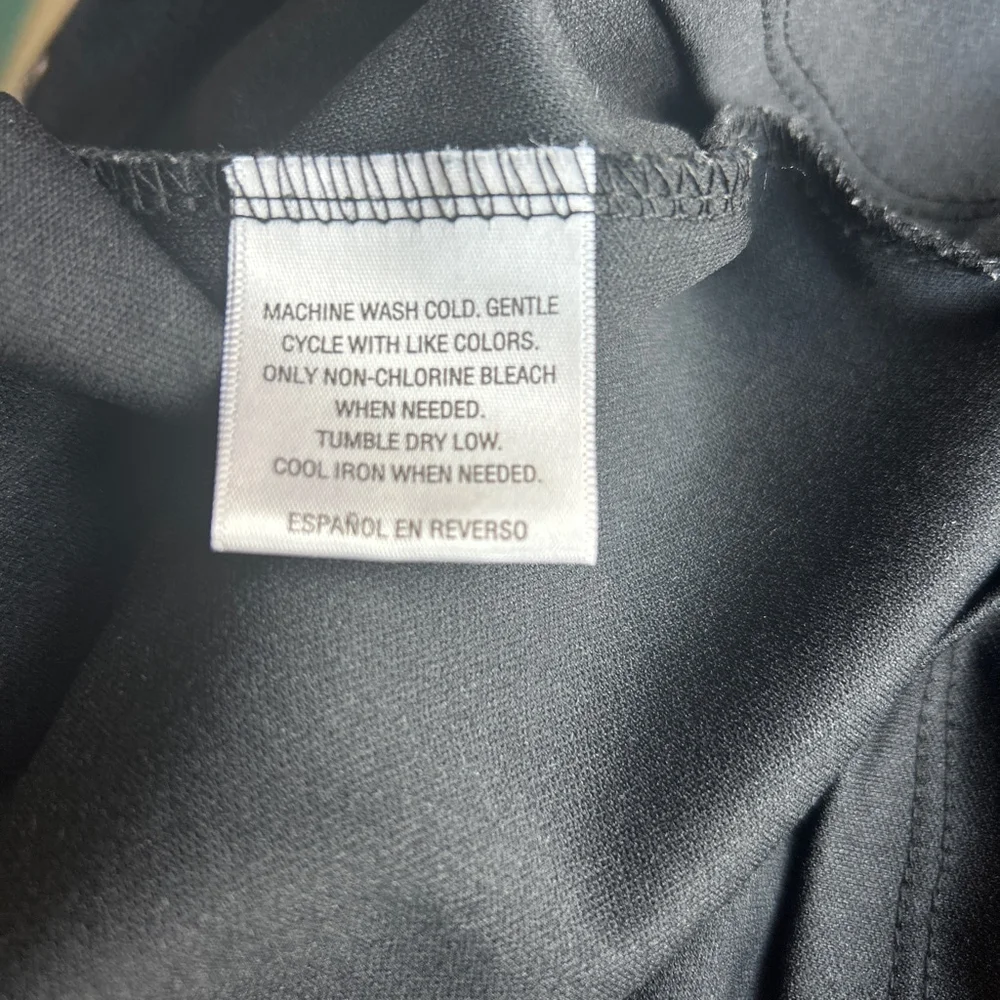 MACHINE WASH COLD. GENTLE
CYCLE WITH LIKE COLORS.
ONLY NON-CHLORINE BLEACH
WHEN NEEDED.
TUMBLE DRY LOW.
COOL IRON WHEN NEEDED.
ESPAÑOL EN REVERSO